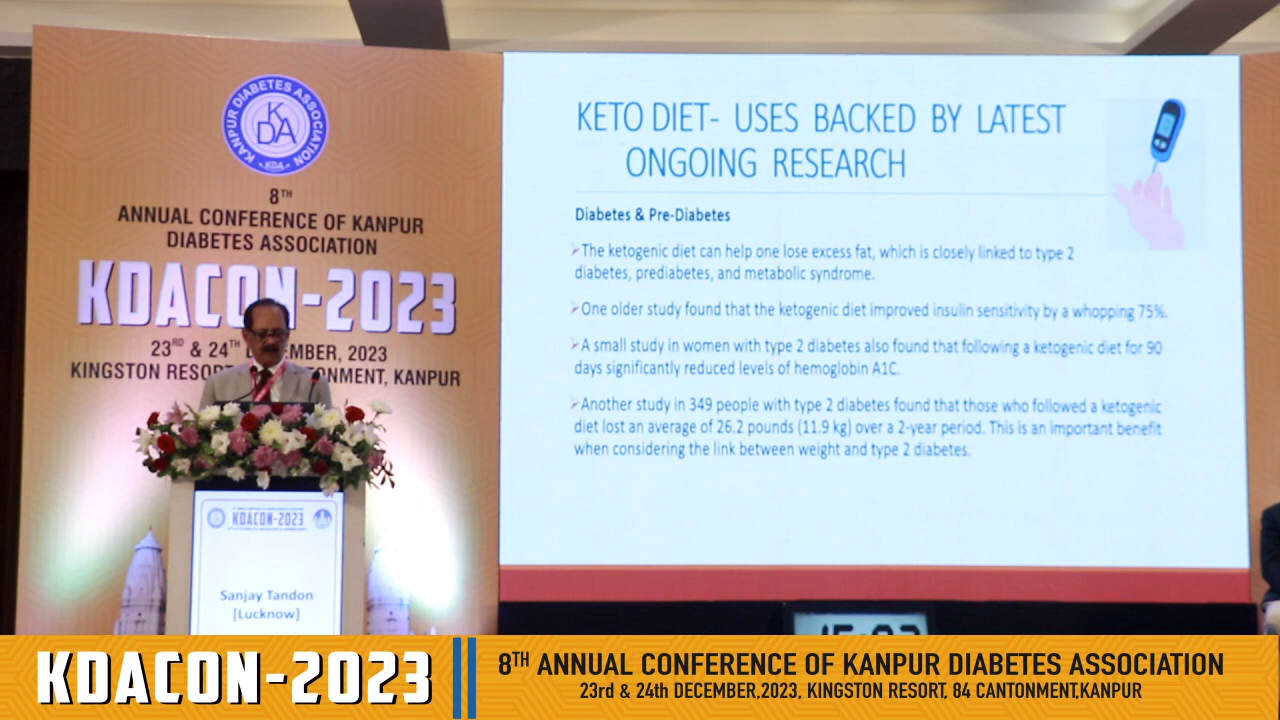 KANPUR DIABETES ASSOCIATION
KDA
• KDA •
8TH
ANNUAL CONFERENCE OF KANPUR
DIABETES ASSOCIATION
KDACON-2023
23RD & 24TH EMBER, 2023
KINGSTON RESOR ONMENT, KANPUR
KETO DIET- USES BACKED BY LATEST
ONGOING RESEARCH
Diabetes & Pre-Diabetes
➢The ketogenic diet can help one lose excess fat, which is closely linked to type 2
diabetes, prediabetes, and metabolic syndrome.
➢One older study found that the ketogenic diet improved insulin sensitivity by a whopping 75%.
➢A small study in women with type 2 diabetes also found that following a ketogenic diet for 90
days significantly reduced levels of hemoglobin A1C.
➢Another study in 349 people with type 2 diabetes found that those who followed a ketogenic
diet lost an average of 26.2 pounds (11.9 kg) over a 2-year period. This is an important benefit
when considering the link between weight and type 2 diabetes.
KDACON-2023
Sanjay Tandon
[Lucknow]
KDACON-2023
8TH ANNUAL CONFERENCE OF KANPUR DIABETES ASSOCIATION
23rd & 24th DECEMBER,2023, KINGSTON RESORT, 84 CANTONMENT,KANPUR